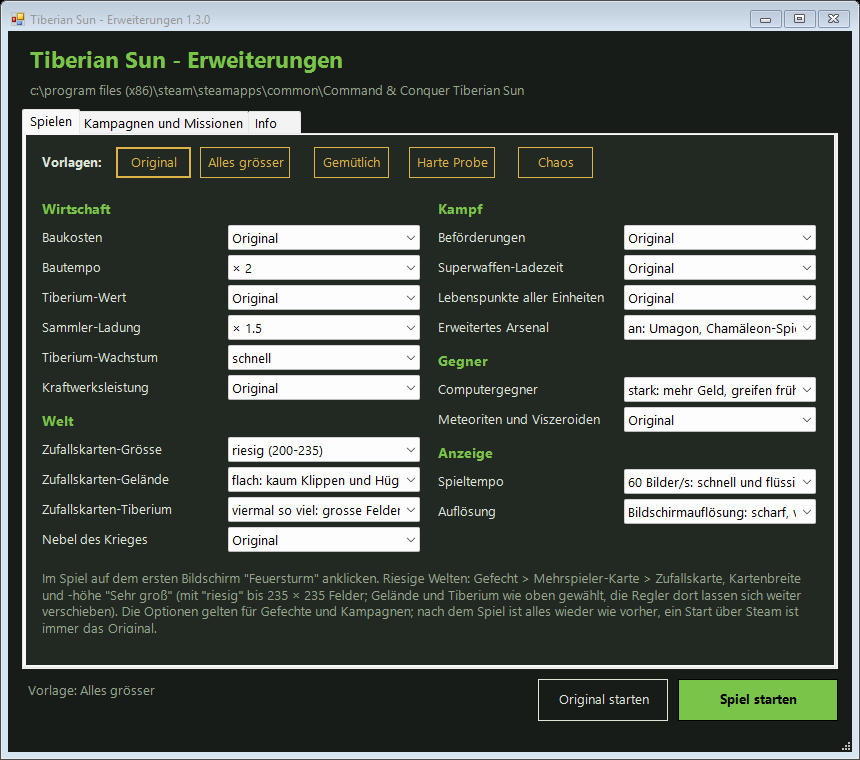 Tiberian Sun - Erweiterungen 1.3.0
Tiberian Sun - Erweiterungen
c:\program files (x86)\steam\steamapps\common\Command & Conquer Tiberian Sun
Spielen Kampagnen und Missionen Info
Vorlagen: Original Alles grösser Gemütlich Harte Probe Chaos
Wirtschaft
Baukosten Original
Bautempo × 2
Tiberium-Wert Original
Sammler-Ladung × 1.5
Tiberium-Wachstum schnell
Kraftwerksleistung Original
Welt
Zufallskarten-Grösse riesig (200-235)
Zufallskarten-Gelände flach: kaum Klippen und Hüg
Zufallskarten-Tiberium viermal so viel: grosse Felder
Nebel des Krieges Original
Kampf
Beförderungen Original
Superwaffen-Ladezeit Original
Lebenspunkte aller Einheiten Original
Erweitertes Arsenal an: Umagon, Chamäleon-Spi
Gegner
Computergegner stark: mehr Geld, greifen früh
Meteoriten und Viszeroiden Original
Anzeige
Spieltempo 60 Bilder/s: schnell und flüssi
Auflösung Bildschirmauflösung: scharf, v
Im Spiel auf dem ersten Bildschirm "Feuersturm" anklicken. Riesige Welten: Gefecht > Mehrspieler-Karte > Zufallskarte, Kartenbreite
und -höhe "Sehr groß" (mit "riesig" bis 235 × 235 Felder; Gelände und Tiberium wie oben gewählt, die Regler dort lassen sich weiter
verschieben). Die Optionen gelten für Gefechte und Kampagnen; nach dem Spiel ist alles wieder wie vorher, ein Start über Steam ist
immer das Original.
Vorlage: Alles grösser
Original starten Spiel starten